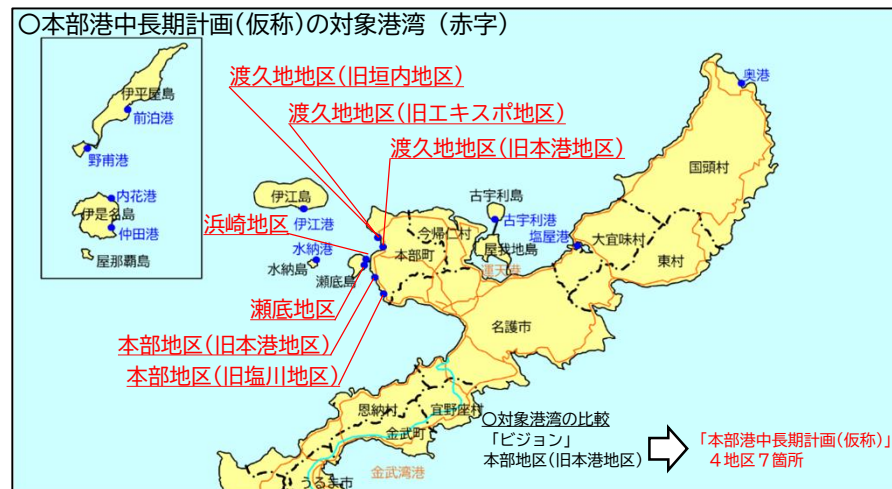 〇本部港中長期計画(仮称)の対象港湾（赤字）
伊平屋島
前泊港
野甫港
内花港
伊是名島
仲田港
屋那覇島
渡久地地区(旧垣内地区)
渡久地地区(旧エキスポ地区)
渡久地地区(旧本港地区)
浜崎地区
瀬底地区
本部地区(旧本港地区)
本部地区(旧塩川地区)
伊江島
伊江港
水納港
水納島
瀬底島
今帰仁村
本部町
古宇利島
古宇利港
屋我地島
運天港
塩屋港
奥港
国頭村
大宜味村
東村
名護市
恩納村
宜野座村
金武町
金武湾港
うるま市
〇対象港湾の比較
「ビジョン」
本部地区(旧本港地区)
「本部港中長期計画(仮称)」
４地区７箇所